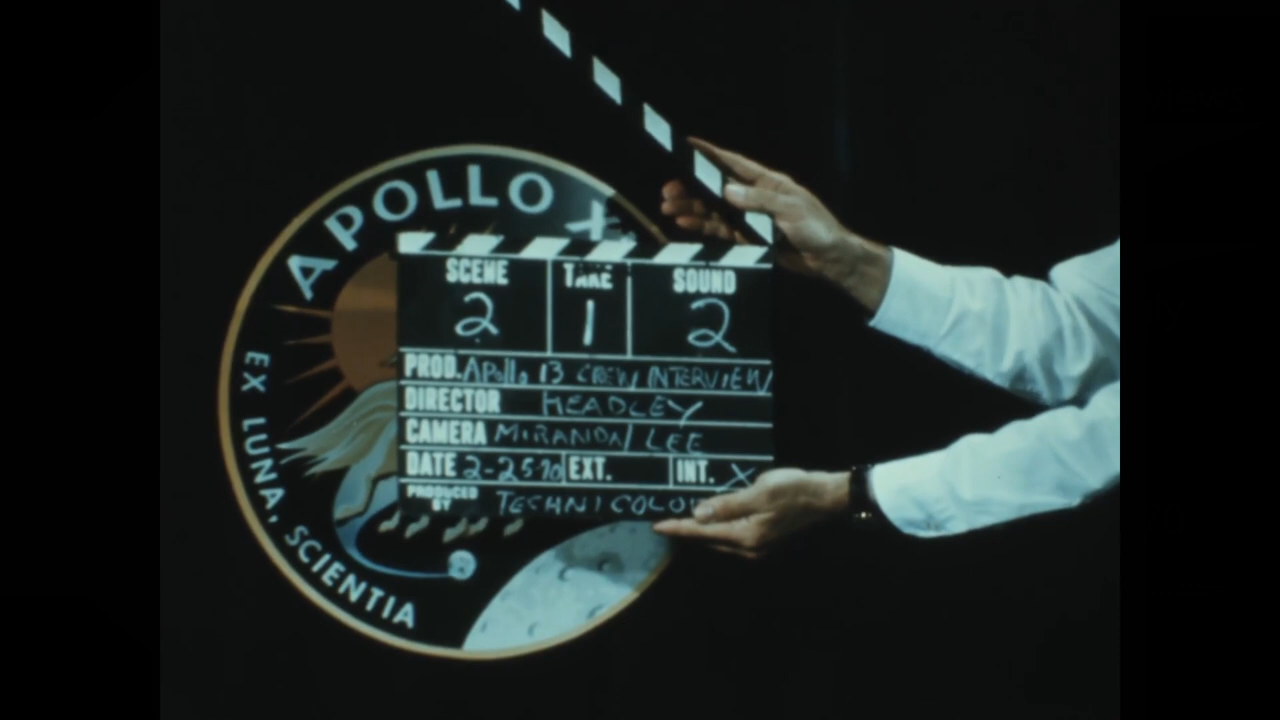 APOLLO X
EX LUNA, SCIENTIA
SCENE TAKE SOUND
2 1 2
PROD. Apollo 13 CREW INTERVIEW
DIRECTOR HEADLEY
CAMERA MIRANDA/LEE
DATE 2-25-70 EXT. INT. X
PRODUCED BY TECHNICOLO